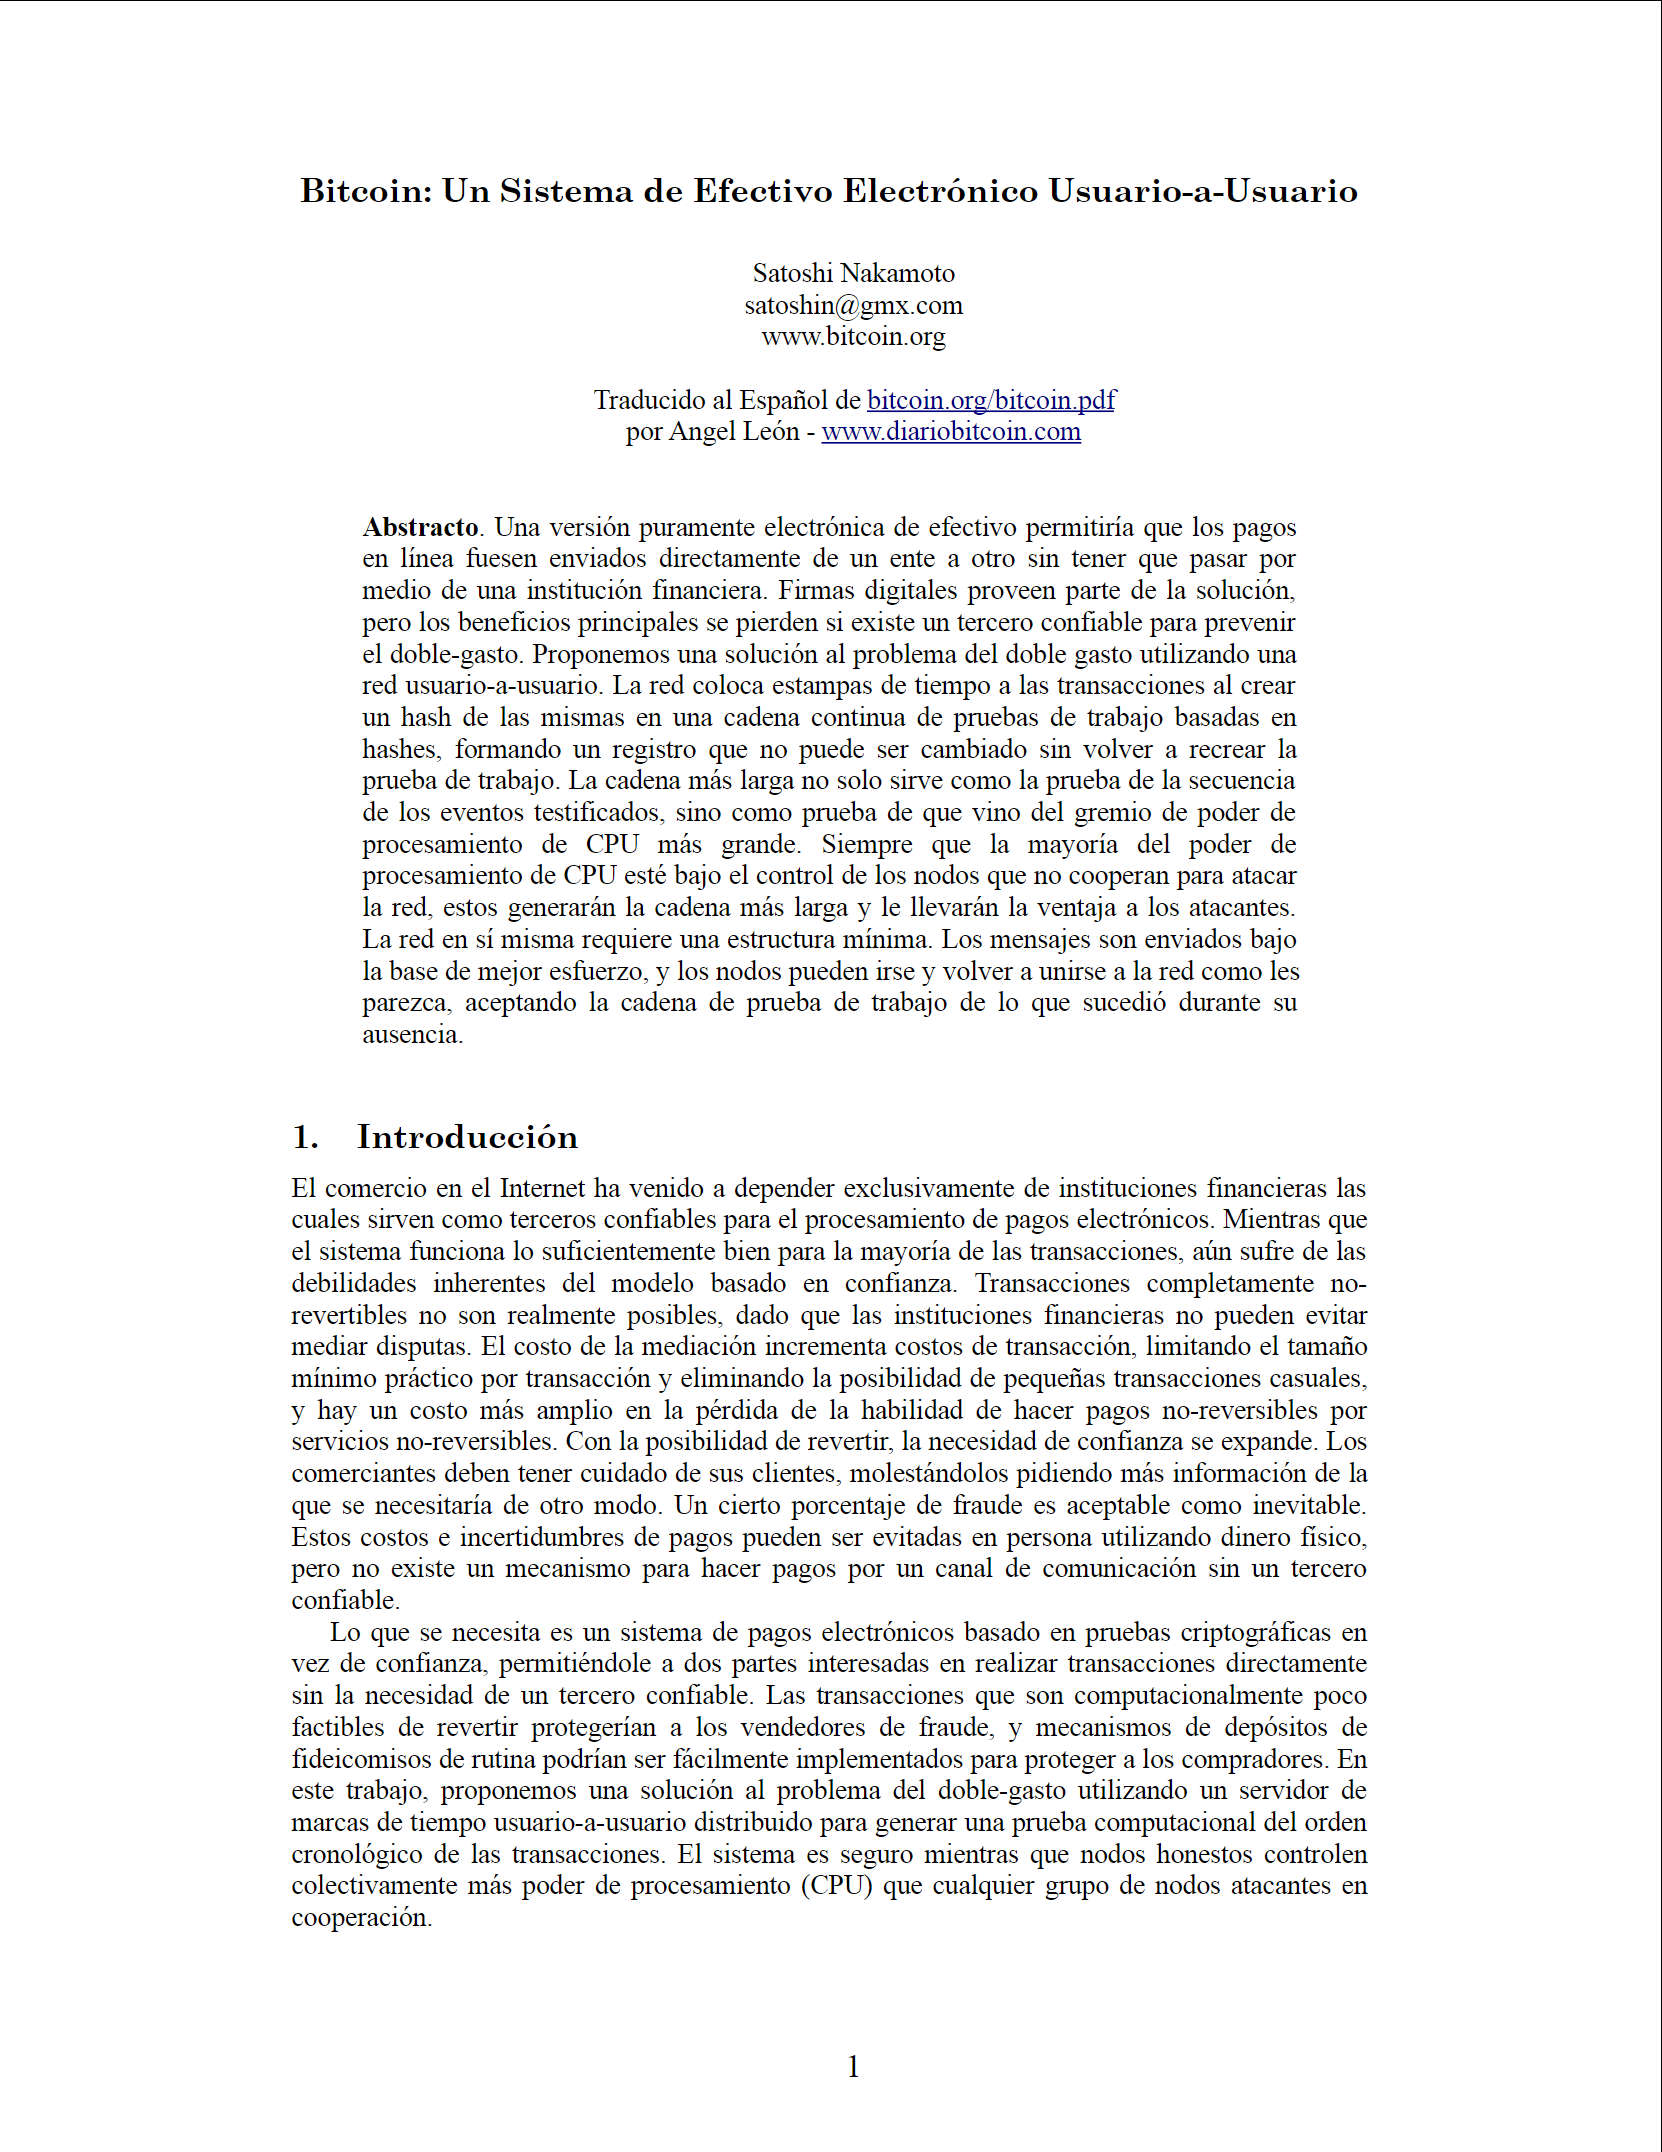 Bitcoin: Un Sistema de Efectivo Electrónico Usuario-a-Usuario
Satoshi Nakamoto
satoshin@gmx.com
www.bitcoin.org
Traducido al Español de bitcoin.org/bitcoin.pdf
por Angel León - www.diariobitcoin.com
Abstracto. Una versión puramente electrónica de efectivo permitiría que los pagos
en línea fuesen enviados directamente de un ente a otro sin tener que pasar por
medio de una institución financiera. Firmas digitales proveen parte de la solución,
pero los beneficios principales se pierden si existe un tercero confiable para prevenir
el doble-gasto. Proponemos una solución al problema del doble gasto utilizando una
red usuario-a-usuario. La red coloca estampas de tiempo a las transacciones al crear
un hash de las mismas en una cadena continua de pruebas de trabajo basadas en
hashes, formando un registro que no puede ser cambiado sin volver a recrear la
prueba de trabajo. La cadena más larga no solo sirve como la prueba de la secuencia
de los eventos testificados, sino como prueba de que vino del gremio de poder de
procesamiento de CPU más grande. Siempre que la mayoría del poder de
procesamiento de CPU esté bajo el control de los nodos que no cooperan para atacar
la red, estos generarán la cadena más larga y le llevarán la ventaja a los atacantes.
La red en sí misma requiere una estructura mínima. Los mensajes son enviados bajo
la base de mejor esfuerzo, y los nodos pueden irse y volver a unirse a la red como les
parezca, aceptando la cadena de prueba de trabajo de lo que sucedió durante su
ausencia.
1. Introducción
El comercio en el Internet ha venido a depender exclusivamente de instituciones financieras las
cuales sirven como terceros confiables para el procesamiento de pagos electrónicos. Mientras que
el sistema funciona lo suficientemente bien para la mayoría de las transacciones, aún sufre de las
debilidades inherentes del modelo basado en confianza. Transacciones completamente no-
revertibles no son realmente posibles, dado que las instituciones financieras no pueden evitar
mediar disputas. El costo de la mediación incrementa costos de transacción, limitando el tamaño
mínimo práctico por transacción y eliminando la posibilidad de pequeñas transacciones casuales,
y hay un costo más amplio en la pérdida de la habilidad de hacer pagos no-reversibles por
servicios no-reversibles. Con la posibilidad de revertir, la necesidad de confianza se expande. Los
comerciantes deben tener cuidado de sus clientes, molestándolos pidiendo más información de la
que se necesitaría de otro modo. Un cierto porcentaje de fraude es aceptable como inevitable.
Estos costos e incertidumbres de pagos pueden ser evitadas en persona utilizando dinero físico,
pero no existe un mecanismo para hacer pagos por un canal de comunicación sin un tercero
confiable.
Lo que se necesita es un sistema de pagos electrónicos basado en pruebas criptográficas en
vez de confianza, permitiéndole a dos partes interesadas en realizar transacciones directamente
sin la necesidad de un tercero confiable. Las transacciones que son computacionalmente poco
factibles de revertir protegerían a los vendedores de fraude, y mecanismos de depósitos de
fideicomisos de rutina podrían ser fácilmente implementados para proteger a los compradores. En
este trabajo, proponemos una solución al problema del doble-gasto utilizando un servidor de
marcas de tiempo usuario-a-usuario distribuido para generar una prueba computacional del orden
cronológico de las transacciones. El sistema es seguro mientras que nodos honestos controlen
colectivamente más poder de procesamiento (CPU) que cualquier grupo de nodos atacantes en
cooperación.
1